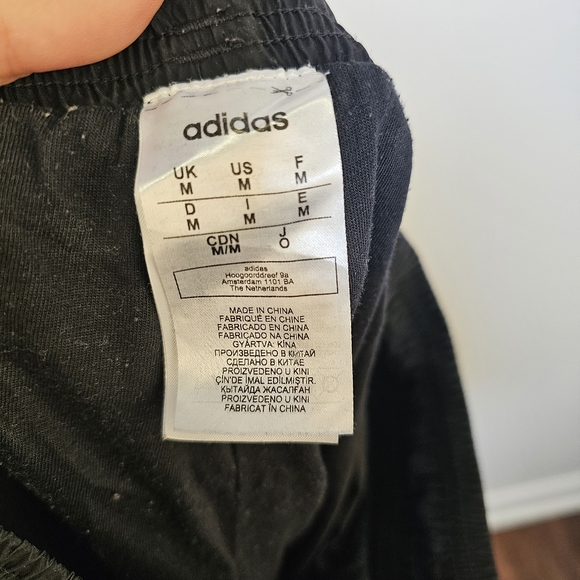 adidas
UK US F
M M M
D I E
M M M
CDN J
M/M O
adidas
Hoogoorddreef 9a
Amsterdam 1101 BA
The Netherlands
MADE IN CHINA
FABRIQUÉ EN CHINE
FABRICADO EN CHINA
FABRICADO NA CHINA
GYÁRTVA: KÍNA
ПРОИЗВЕДЕНО В КИТАЙ
СДЕЛАНО В КИТАЕ
PROIZVEDENO U KINI
ÇİN'DE İMAL EDİLMİŞTİR.
ҚЫТАЙДА ЖАСАЛҒАН
PROIZVEDENO U KINI
FABRICAT ÎN CHINA